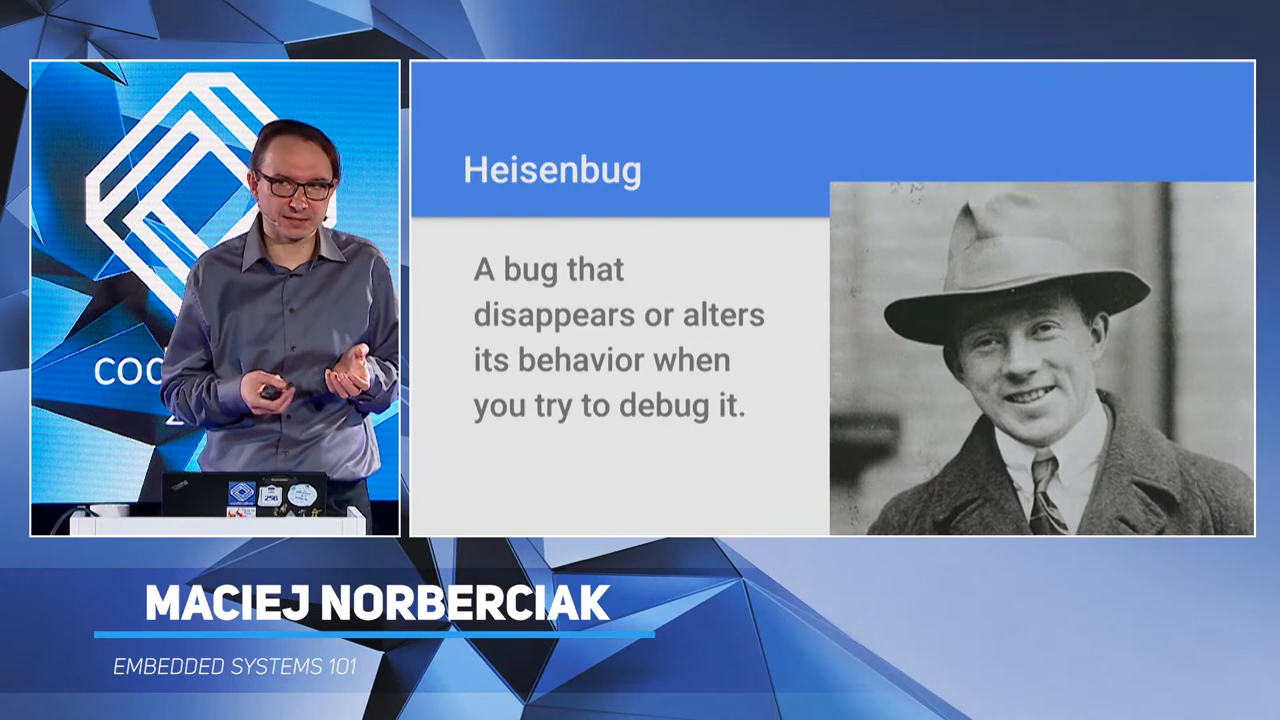 Heisenbug
A bug that
disappears or alters
its behavior when
you try to debug it.
MACIEJ NORBERCIAK
EMBEDDED SYSTEMS 101